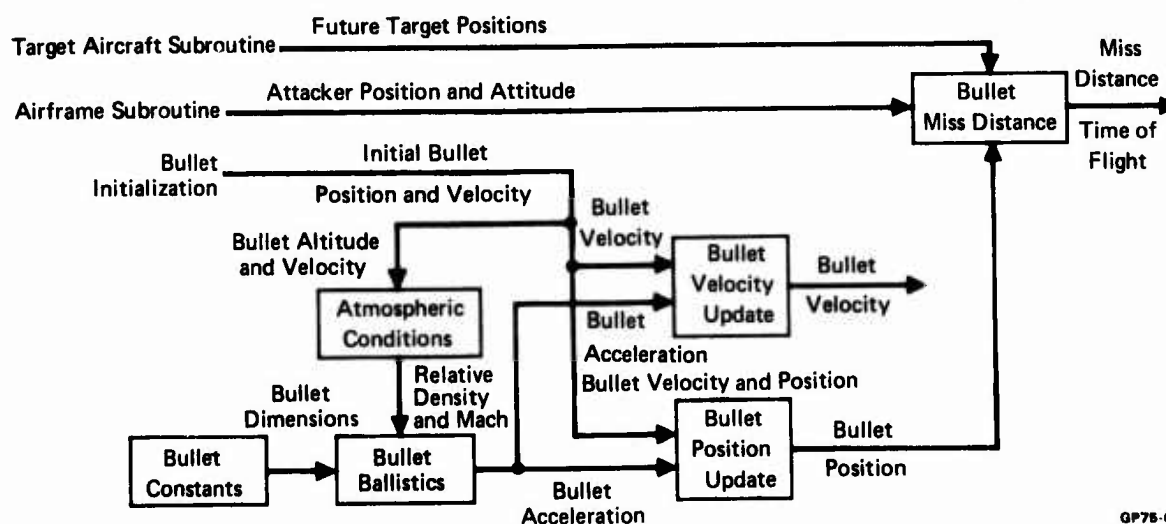 Future Target Positions
Target Aircraft Subroutine
Miss
Distance
Attacker Position and Attitude
Airframe Subroutine
Bullet
Miss Distance
Time of
Flight
Initial Bullet
Bullet
Initialization
Position and Velocity
Bullet
Velocity
Bullet Altitude
and Velocity
Bullet
Velocity
Update
Bullet
Velocity
Atmospheric
Conditions
Bullet
Acceleration
Relative
Density
and Mach
Bullet Velocity and Position
Bullet
Dimensions
Bullet
Position
Update
Bullet
Position
Bullet
Constants
Bullet
Ballistics
Bullet
Acceleration